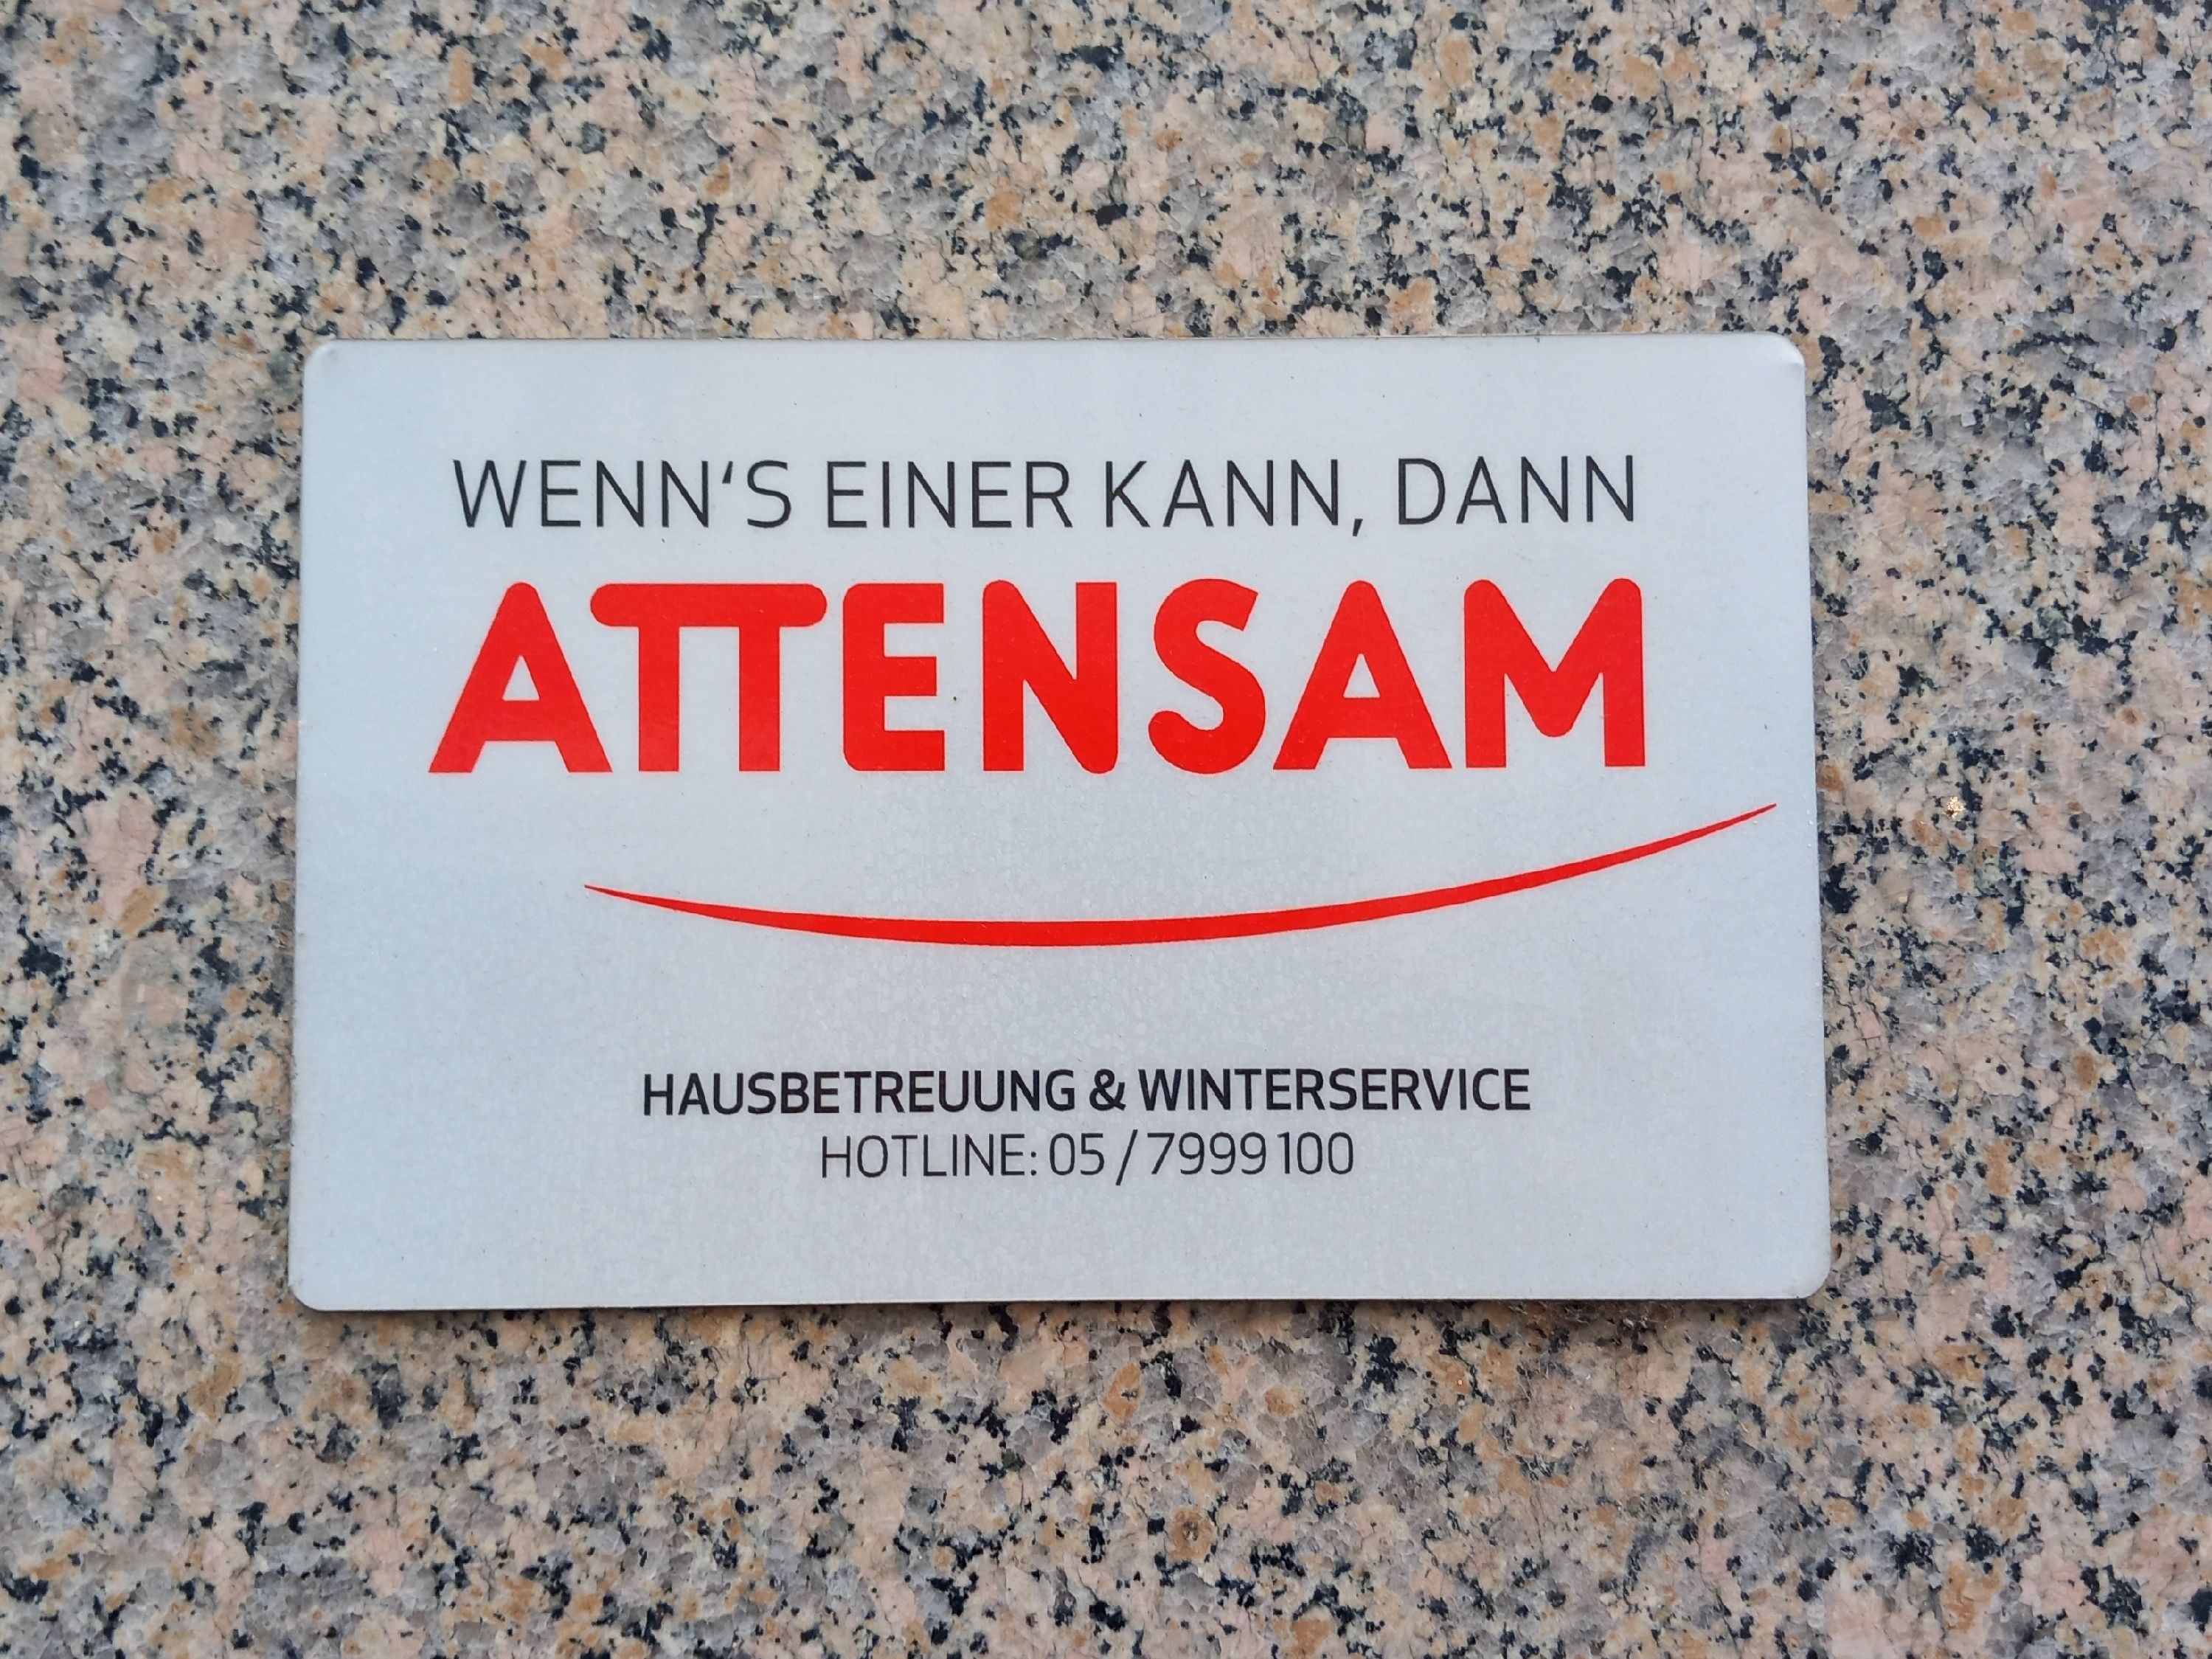 WENN‘S EINER KANN, DANN
ATTENSAM
HAUSBETREUUNG & WINTERSERVICE
HOTLINE: 05 / 7999 100